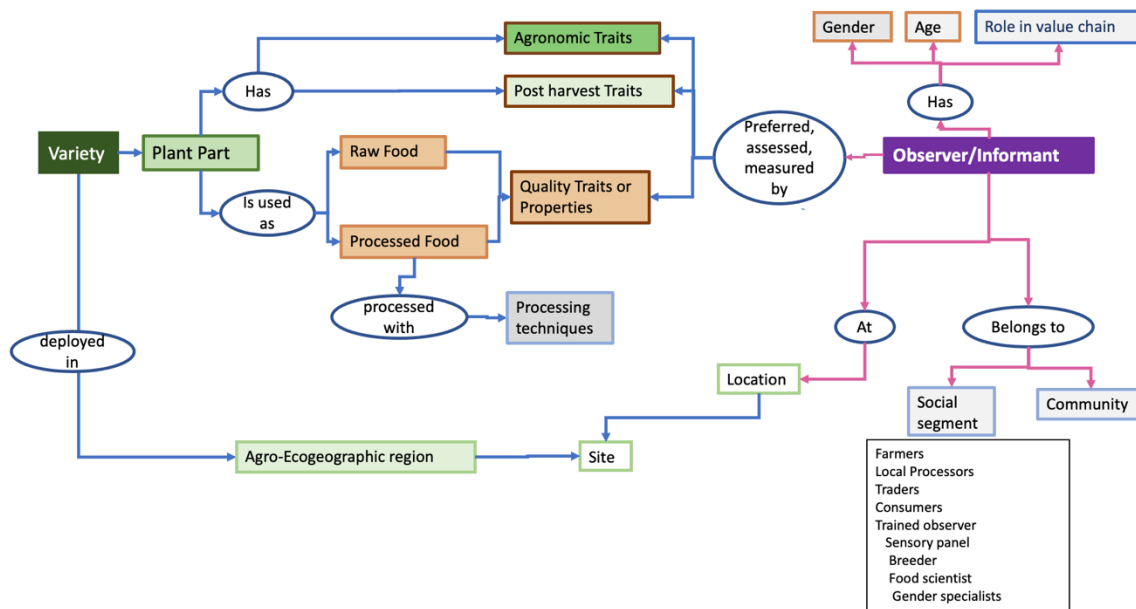 Gender
Age
Role in value chain
Agronomic Traits
Has
Post harvest Traits
Has
Variety
Plant Part
Raw Food
Preferred,
assessed,
measured
by
Observer/Informant
Is used
as
Quality Traits or
Properties
Processed Food
processed
with
Processing
techniques
At
Belongs to
deployed
in
Location
Social
segment
Community
Agro-Ecogeographic region
Site
Farmers
Local Processors
Traders
Consumers
Trained observer
Sensory panel
Breeder
Food scientist
Gender specialists